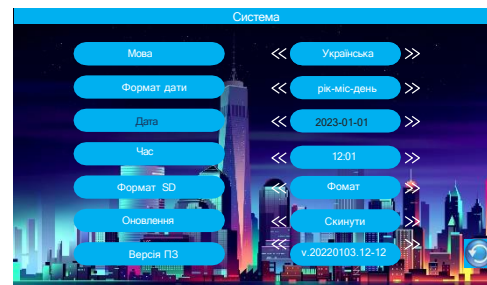 Система
Мова Українська
Формат дати рік-міс-день
Дата 2023-01-01
Час 12:01
Формат SD Фомат
Оновлення Скинути
Версія ПЗ v.20220103.12-12